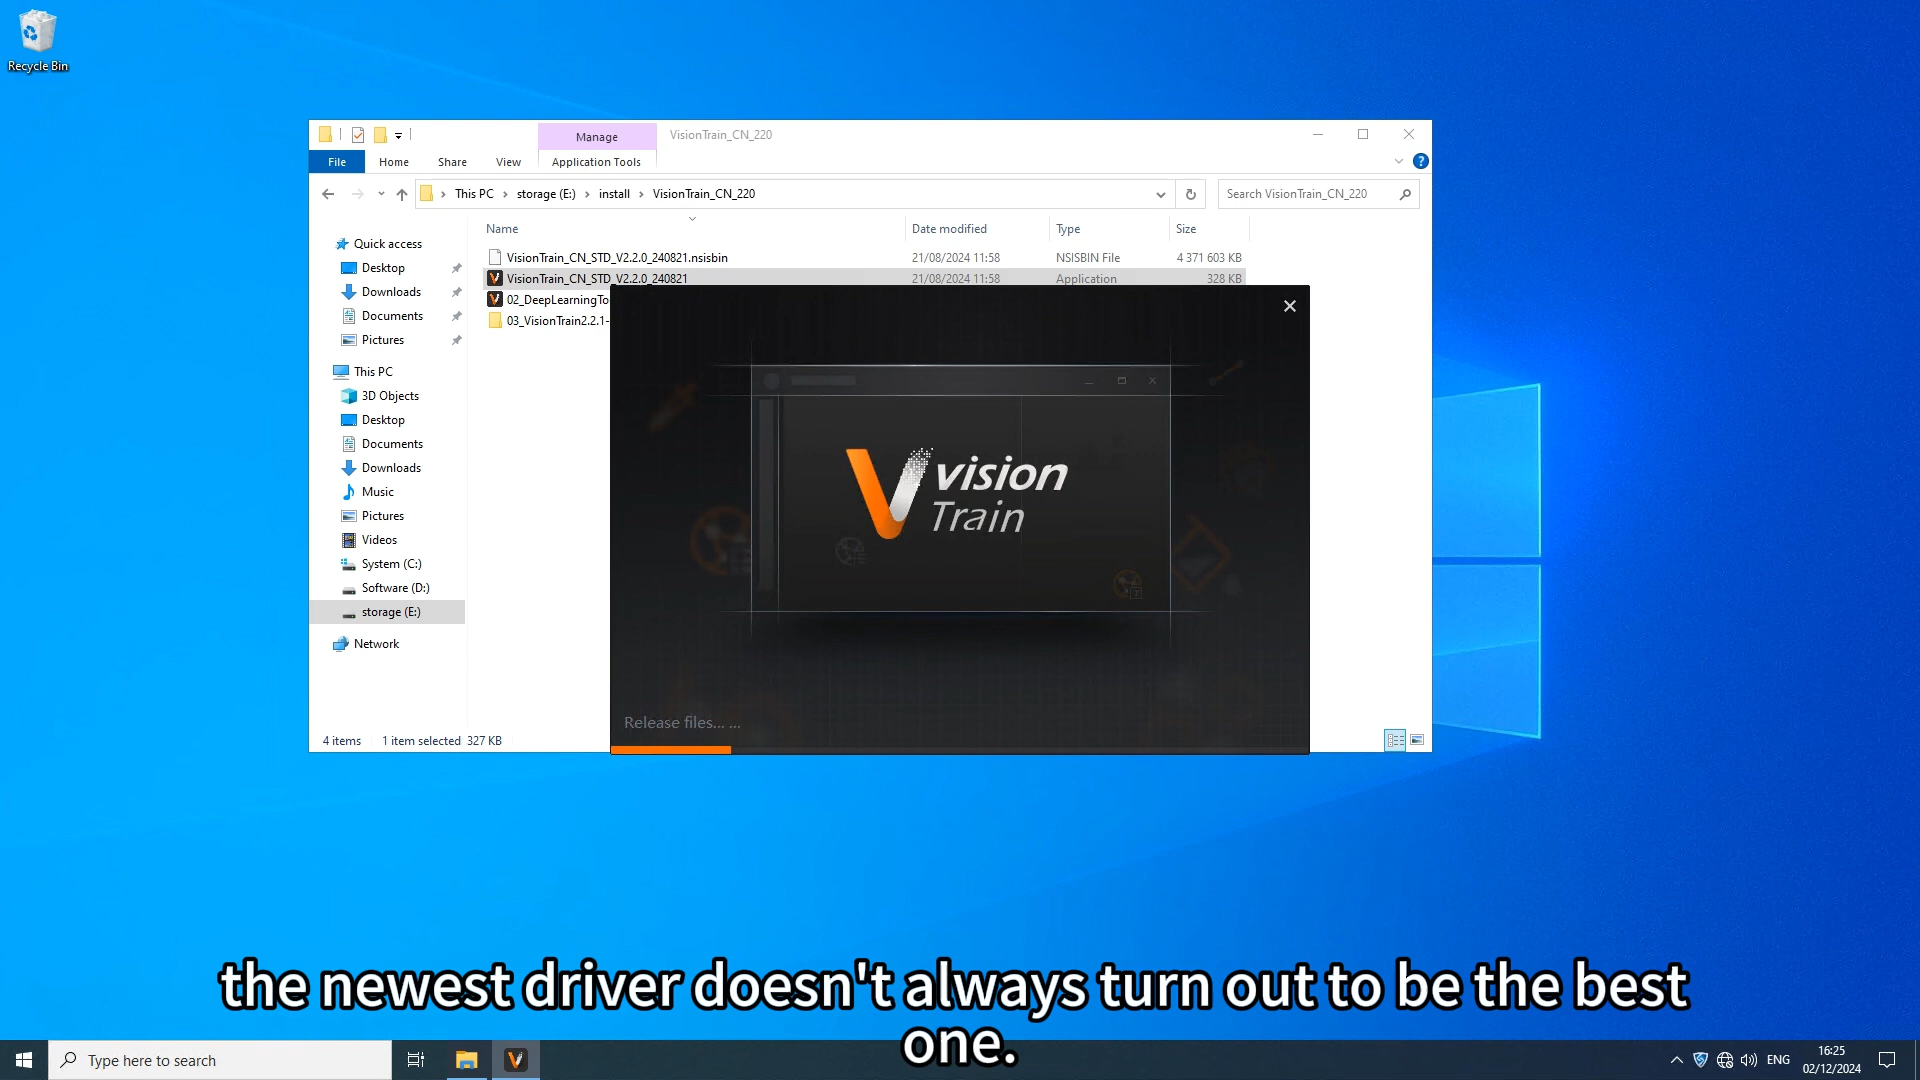 Recycle Bin
Manage
VisionTrain_CN_220
File
Home
Share
View
Application Tools
This PC
storage (E:)
install
VisionTrain_CN_220
Search VisionTrain_CN_220
Name
Date modified
Type
Size
Quick access
Desktop
Downloads
Documents
Pictures
This PC
3D Objects
Desktop
Documents
Downloads
Music
Pictures
Videos
System (C:)
Software (D:)
storage (E:)
Network
VisionTrain_CN_STD_V2.2.0_240821.nsisbin
21/08/2024 11:58
NSISBIN File
4 371 603 KB
VisionTrain_CN_STD_V2.2.0_240821
21/08/2024 11:58
Application
328 KB
02_DeepLearningTo
03_VisionTrain2.2.1-
vision
Train
Release files... ...
4 items
1 item selected 327 KB
the newest driver doesn't always turn out to be the best
one.
Type here to search
ENG
16:25
02/12/2024